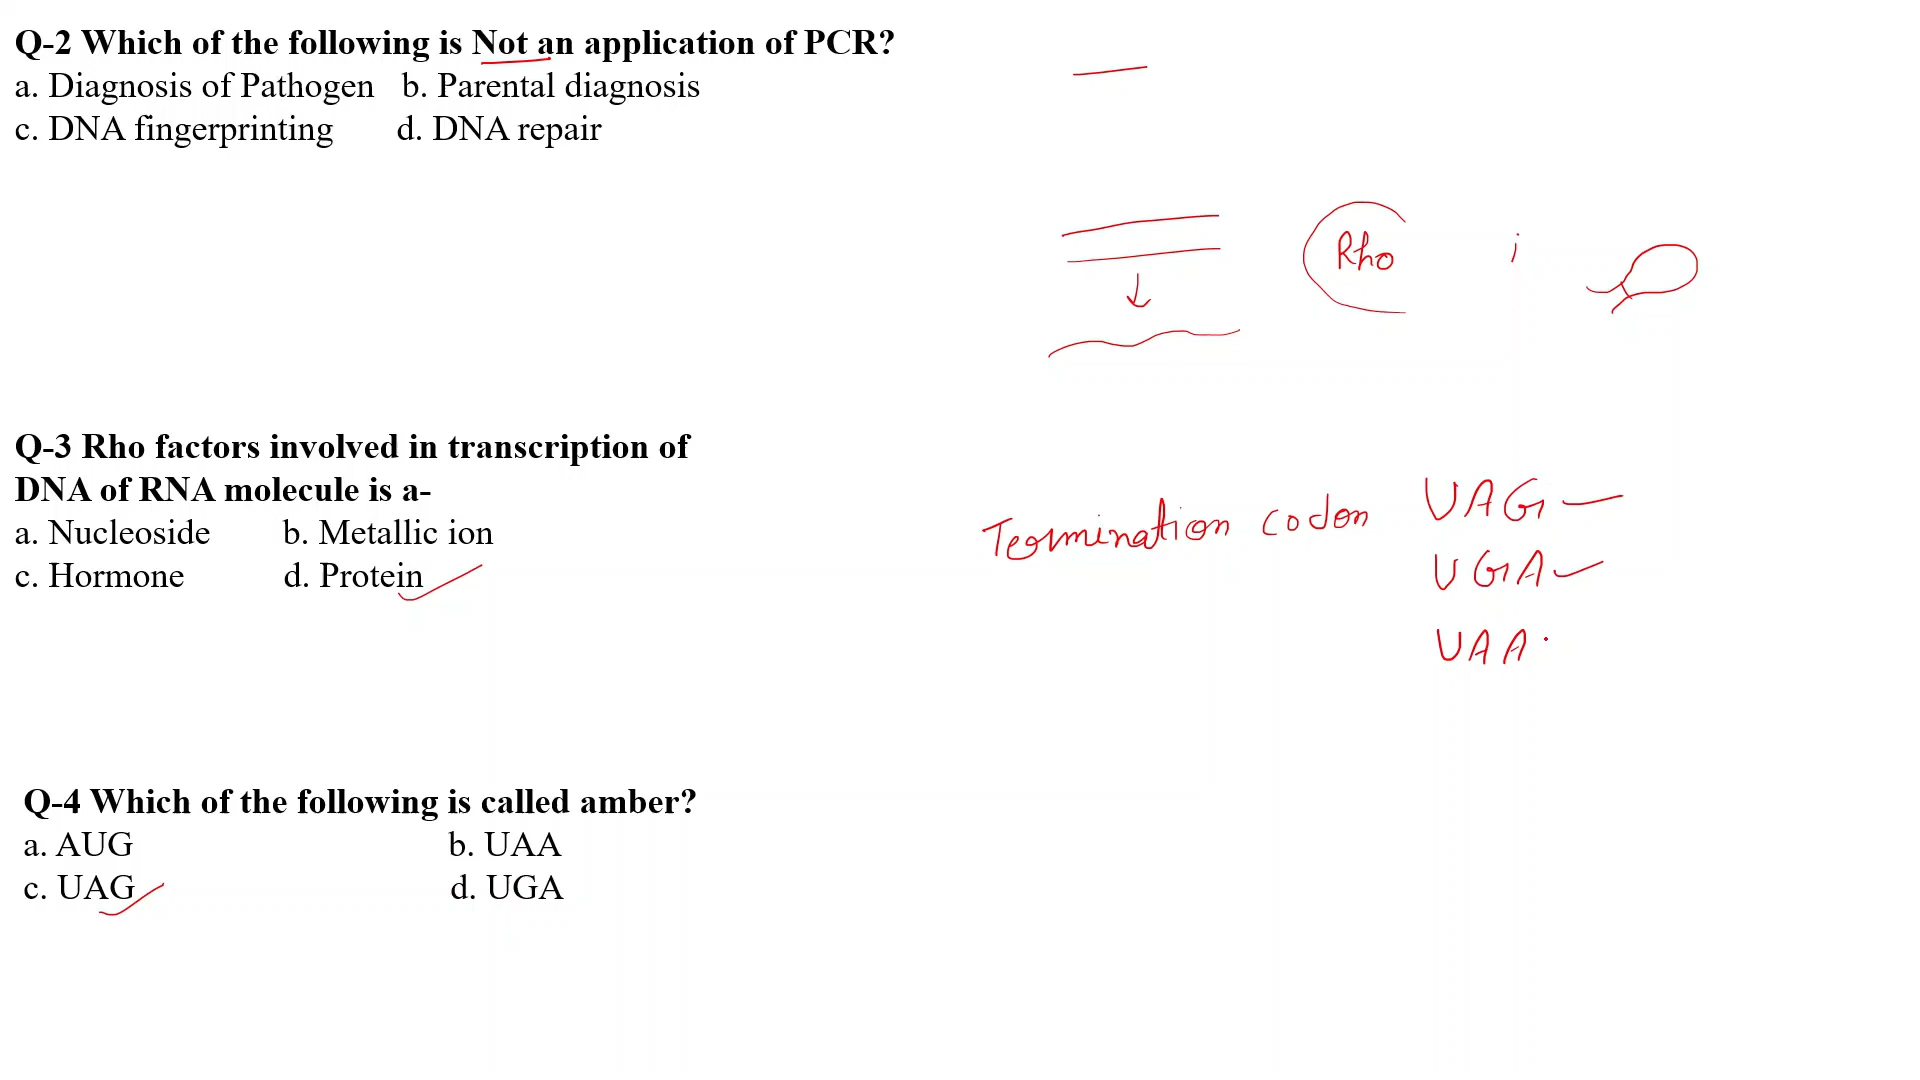 Q-2 Which of the following is Not an application of PCR?
a. Diagnosis of Pathogen b. Parental diagnosis
c. DNA fingerprinting d. DNA repair
Rho
Q-3 Rho factors involved in transcription of
DNA of RNA molecule is a-
a. Nucleoside b. Metallic ion
c. Hormone d. Protein
Termination codon UAG
UGA
UAA
Q-4 Which of the following is called amber?
a. AUG b. UAA
c. UAG d. UGA